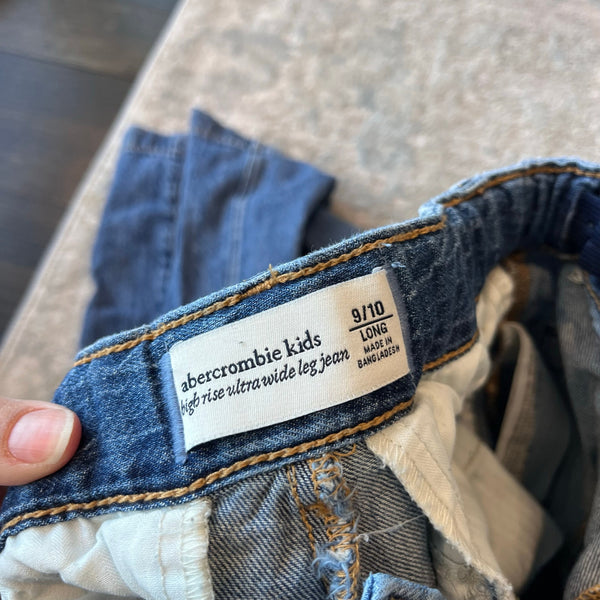 abercrombie kids
high rise ultra wide leg jean
9/10
LONG
MADE IN
BANGLADESH